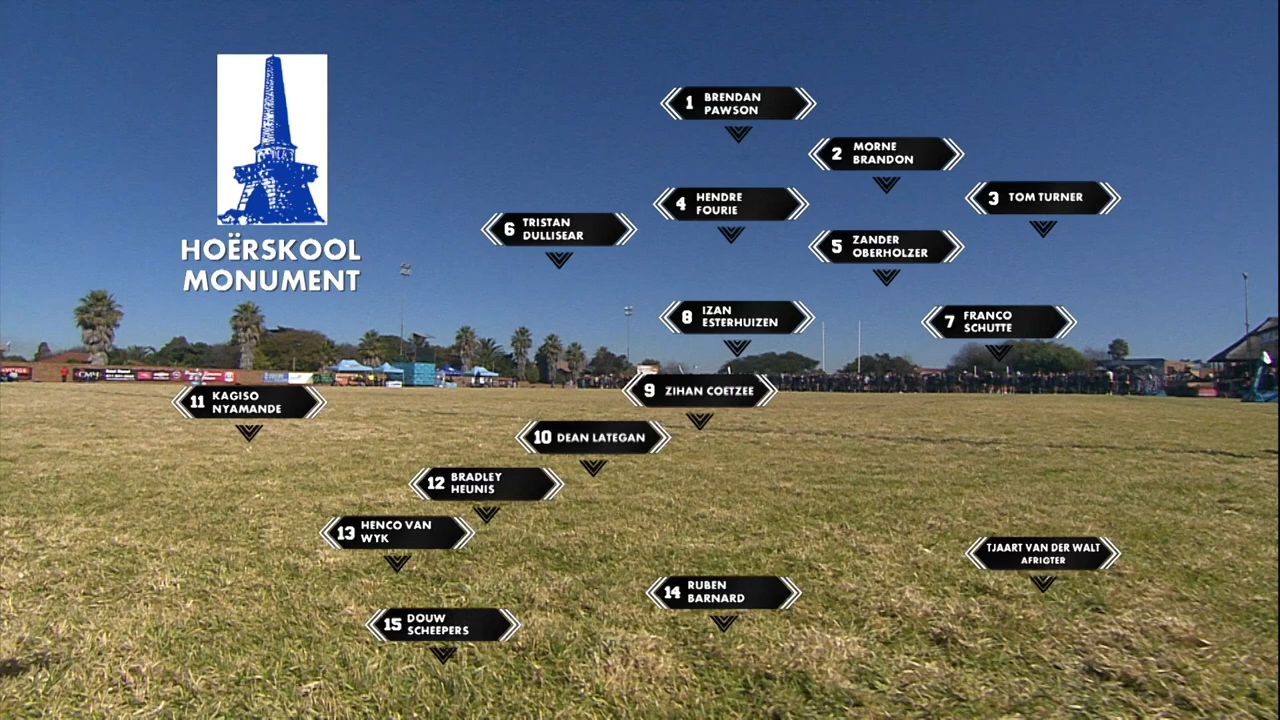 HOËRSKOOL
MONUMENT
1 BRENDAN
PAWSON
2 MORNE
BRANDON
3 TOM TURNER
4 HENDRE
FOURIE
5 ZANDER
OBERHOLZER
6 TRISTAN
DULLISEAR
7 FRANCO
SCHUTTE
8 IZAN
ESTERHUIZEN
9 ZIHAN COETZEE
10 DEAN LATEGAN
11 KAGISO
NYAMANDE
12 BRADLEY
HEUNIS
13 HENCO VAN
WYK
14 RUBEN
BARNARD
15 DOUW
SCHEEPERS
TJAART VAN DER WALT
AFRIGTER